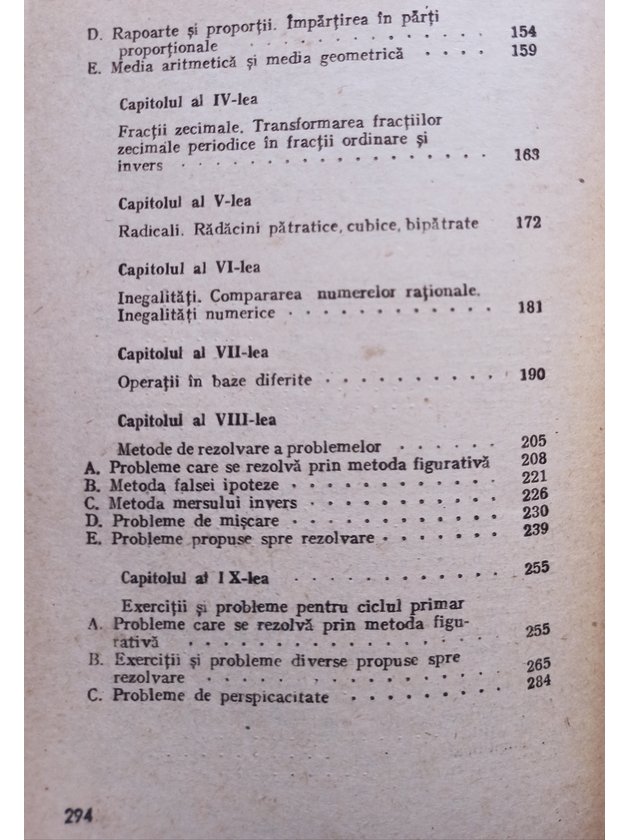 D. Rapoarte și proporții. Împărțirea în părți
proporționale . . . . . . . . . . . . 154
E. Media aritmetică și media geometrică . . . . 159
Capitolul al IV-lea
Fracții zecimale. Transformarea fracțiilor
zecimale periodice în fracții ordinare și
invers . . . . . . . . . . . . . . . . 163
Capitolul al V-lea
Radicali. Rădăcini pătratice, cubice, bipătrate 172
Capitolul al VI-lea
Inegalități. Compararea numerelor raționale.
Inegalități numerice . . . . . . . . . . . 181
Capitolul al VII-lea
Operații în baze diferite . . . . . . . . . . 190
Capitolul al VIII-lea
Metode de rezolvare a problemelor . . . . . . 205
A. Probleme care se rezolvă prin metoda figurativă 208
B. Metoda falsei ipoteze . . . . . . . . . . . 221
C. Metoda mersului invers . . . . . . . . . . 226
D. Probleme de mișcare . . . . . . . . . . . 230
E. Probleme propuse spre rezolvare . . . . . . . 239
Capitolul al IX-lea . . . . . . . . . . . 255
Exerciții și probleme pentru ciclul primar
A. Probleme care se rezolvă prin metoda figu-
rativă . . . . . . . . . . . . . . . . 255
B. Exerciții și probleme diverse propuse spre
rezolvare . . . . . . . . . . . . . . . 265
C. Probleme de perspicacitate . . . . . . . . . 284
294